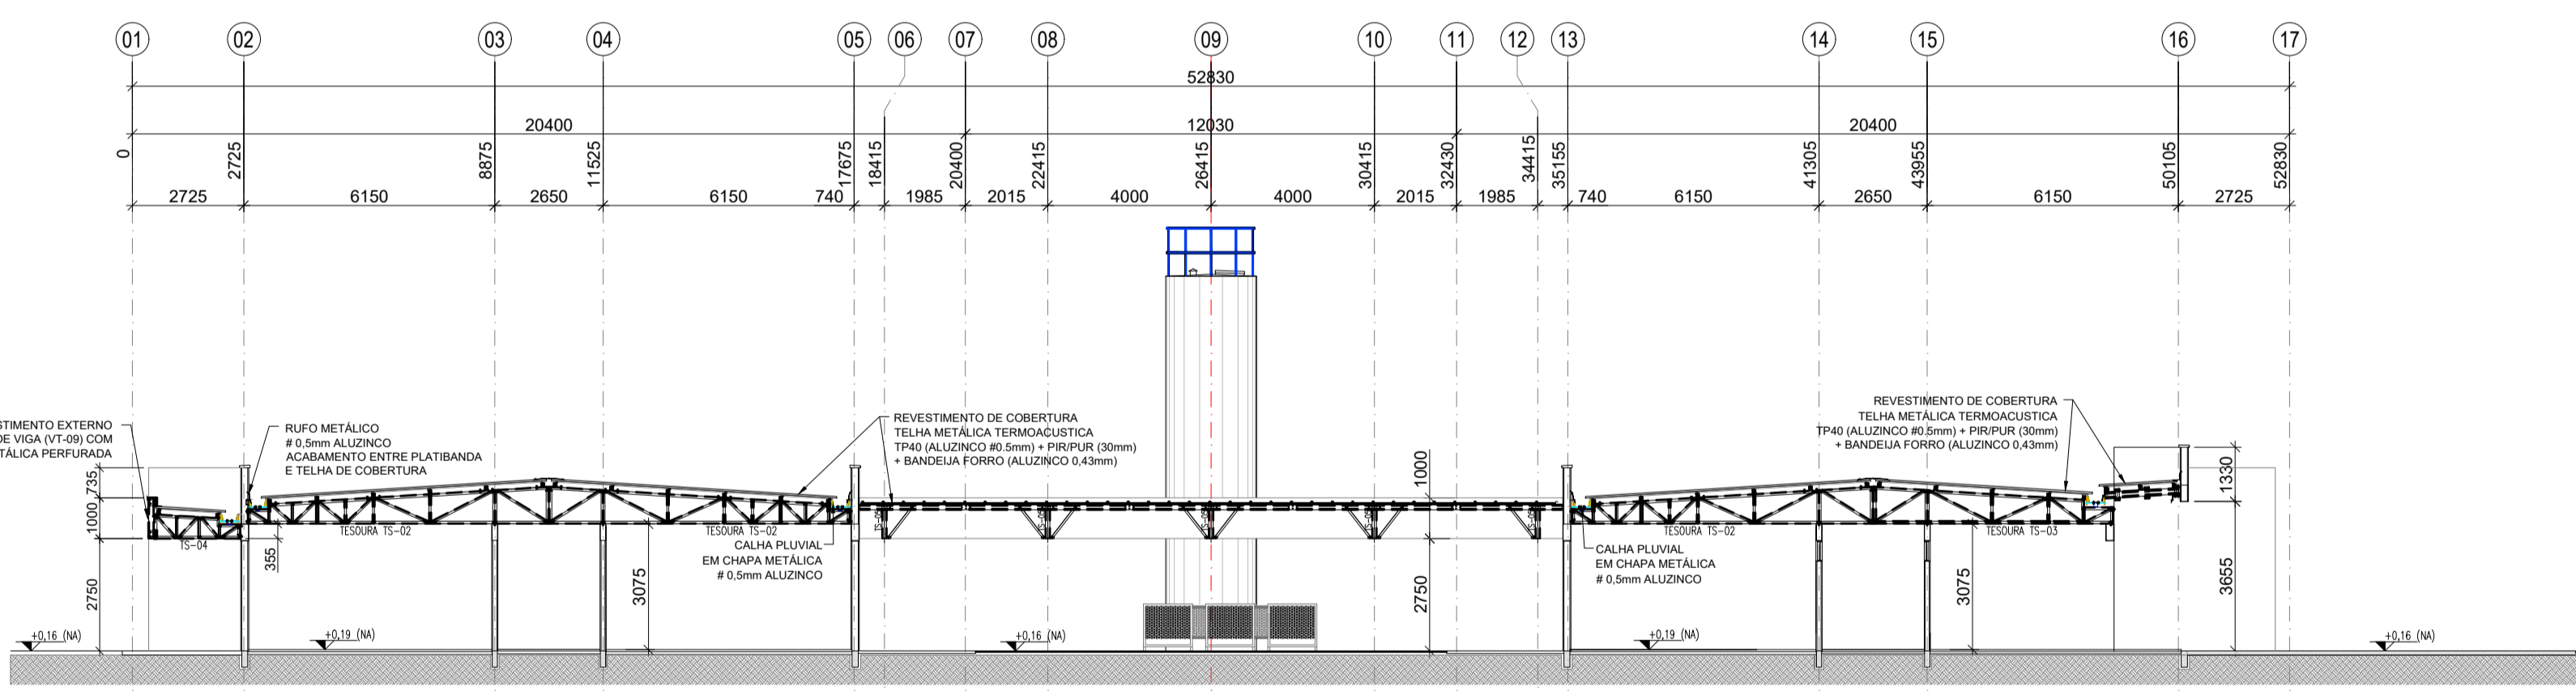 01 02 03 04 05 06 07 08 09 10 11 12 13 14 15 16 17
52830
20400 12030 20400
0 2725 8875 11525 17675 18415 20400 22415 26415 30415 32430 34415 35155 41305 43955 50105 52830
2725 6150 2650 6150 740 1985 2015 4000 4000 2015 1985 740 6150 2650 6150 2725
STIMENTO EXTERNO
DE VIGA (VT-09) COM
TÁLICA PERFURADA
RUFO METÁLICO
# 0,5mm ALUZINCO
ACABAMENTO ENTRE PLATIBANDA
E TELHA DE COBERTURA
REVESTIMENTO DE COBERTURA
TELHA METÁLICA TERMOACUSTICA
TP40 (ALUZINCO #0.5mm) + PIR/PUR (30mm)
+ BANDEIJA FORRO (ALUZINCO 0,43mm)
REVESTIMENTO DE COBERTURA
TELHA METÁLICA TERMOACUSTICA
TP40 (ALUZINCO #0.5mm) + PIR/PUR (30mm)
+ BANDEIJA FORRO (ALUZINCO 0,43mm)
735
1000
2750
355
3075
1000
2750
3075
1330
3655
TS-04
TESOURA TS-02
TESOURA TS-02
TESOURA TS-02
TESOURA TS-03
CALHA PLUVIAL
EM CHAPA METÁLICA
# 0,5mm ALUZINCO
CALHA PLUVIAL
EM CHAPA METÁLICA
# 0,5mm ALUZINCO
+0,16 (NA)
+0,19 (NA)
+0,16 (NA)
+0,19 (NA)
+0,16 (NA)